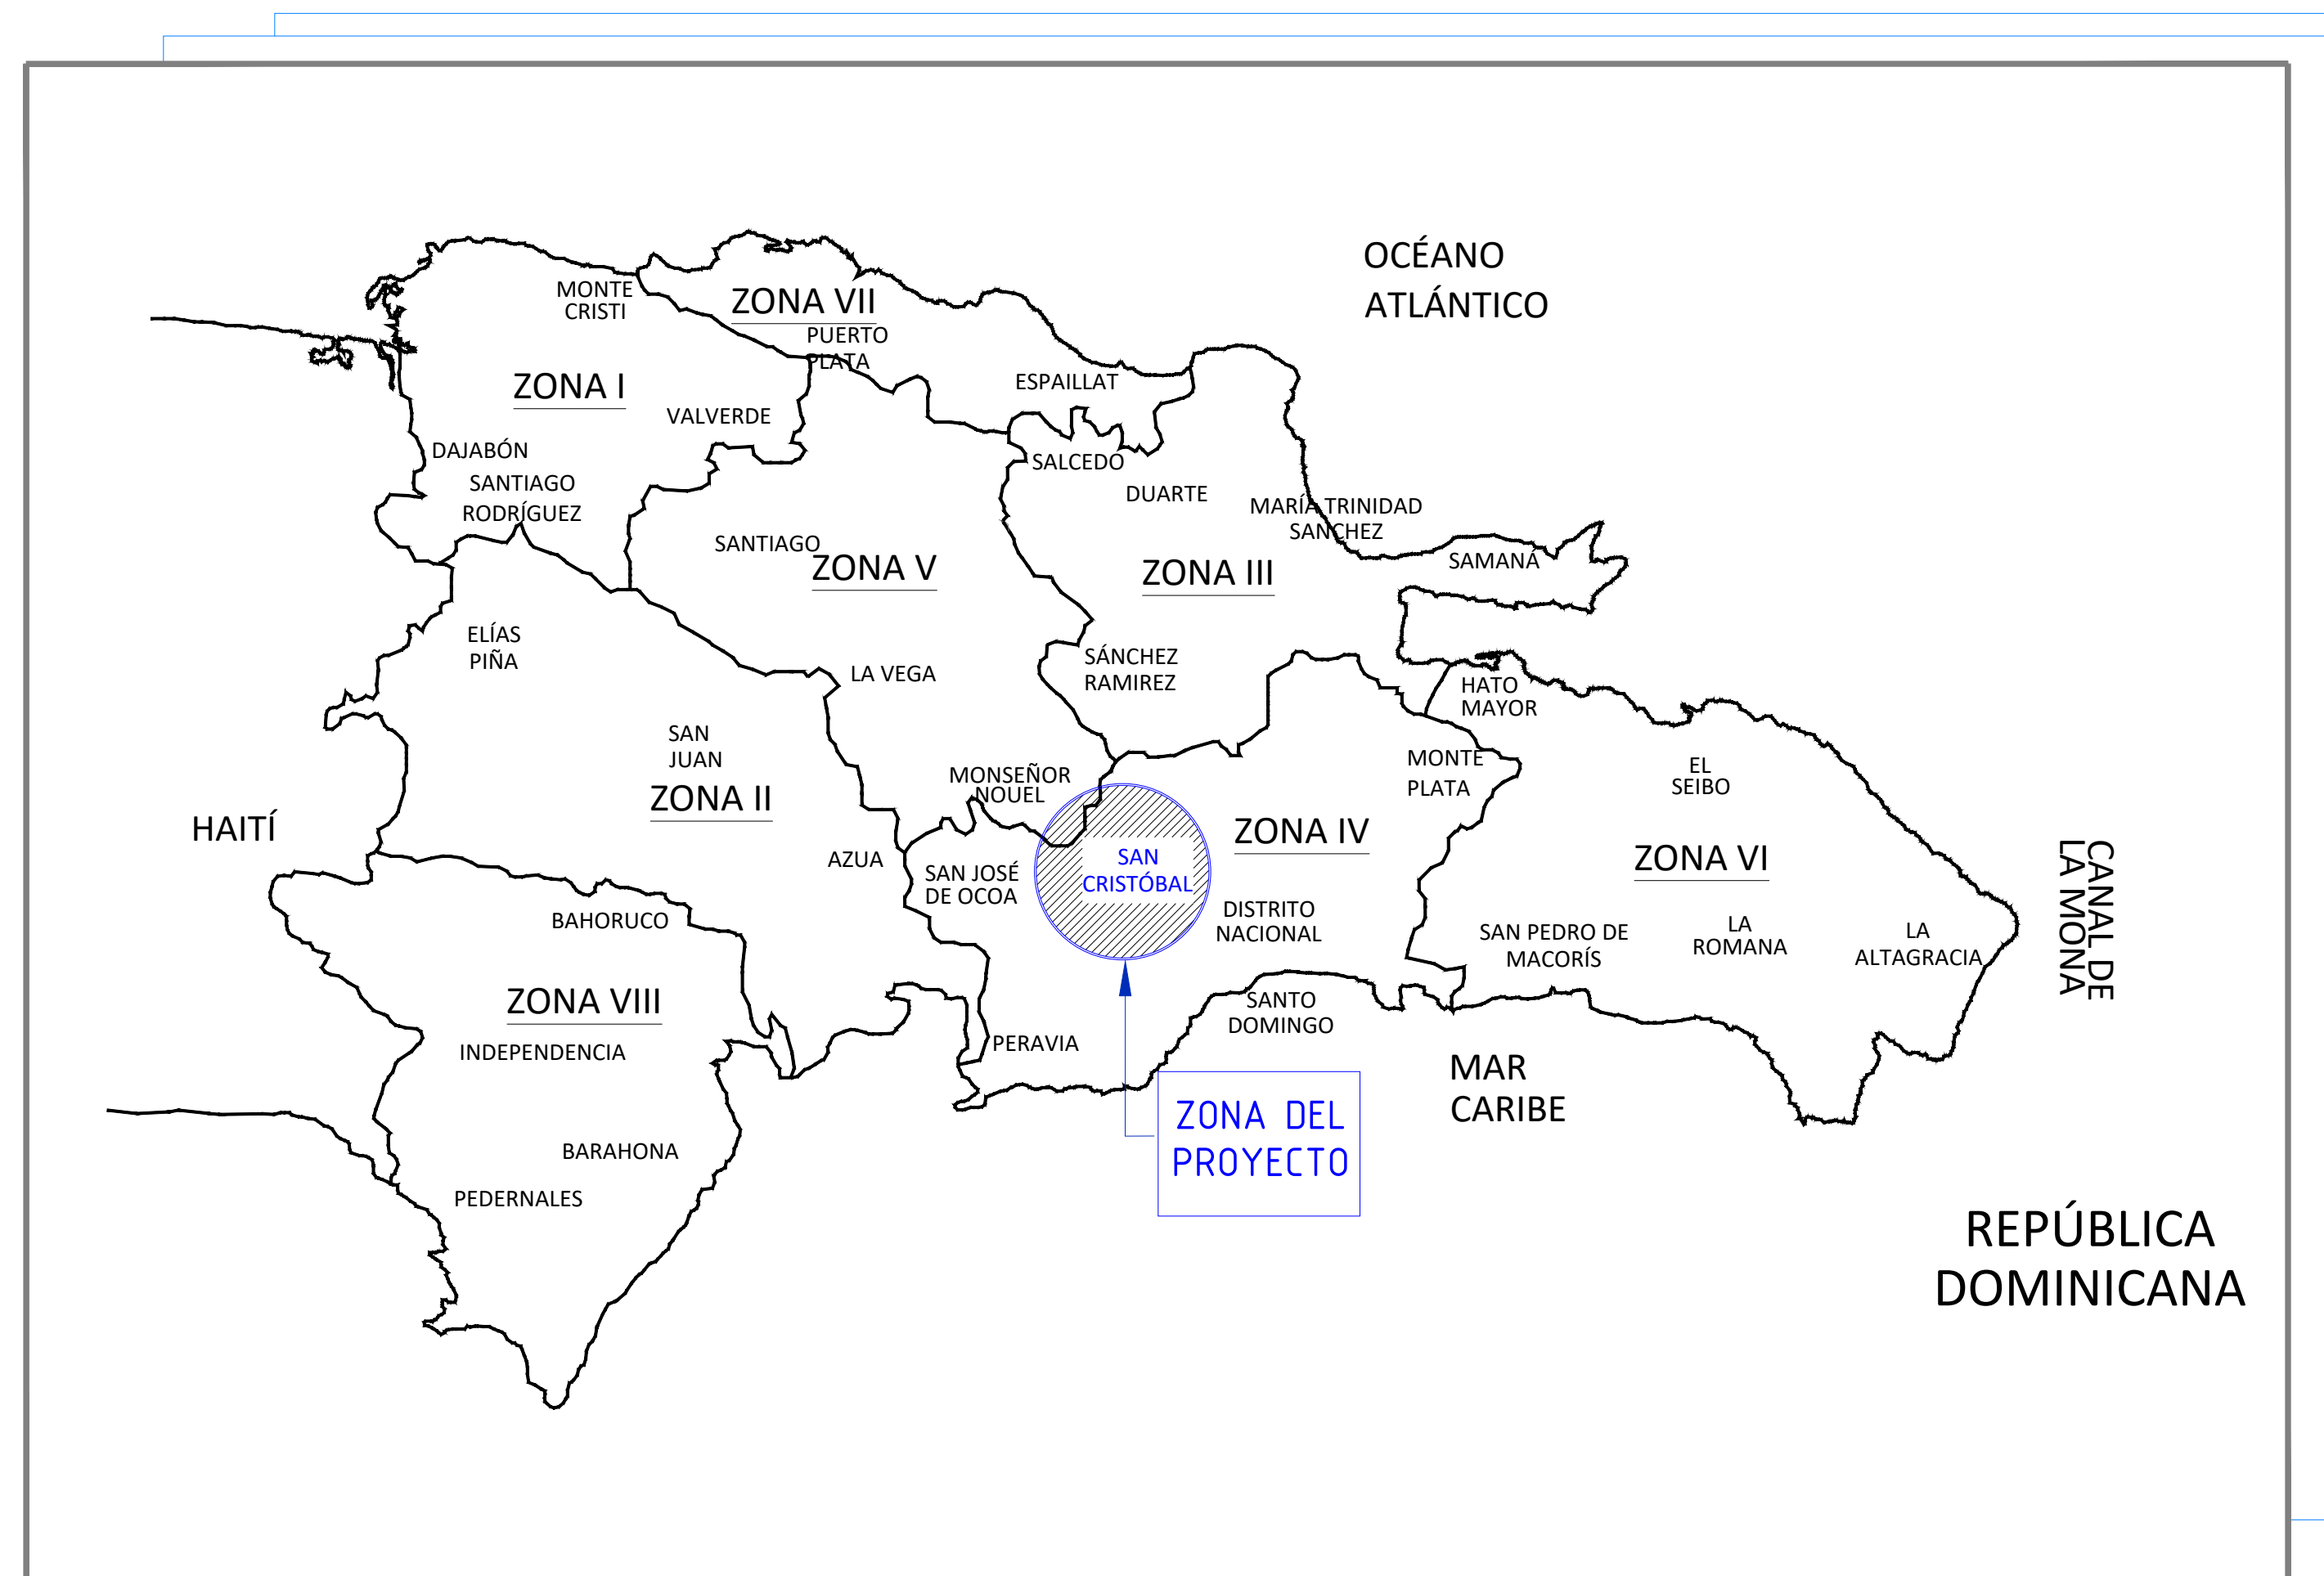 OCÉANO
ATLÁNTICO
MONTE
CRISTI
ZONA VII
PUERTO
PLATA
ZONA I
ESPAILLAT
VALVERDE
DAJABÓN
SALCEDO
SANTIAGO
RODRÍGUEZ
DUARTE
MARÍA TRINIDAD
SANCHEZ
SANTIAGO
ZONA V
ZONA III
SAMANÁ
ELÍAS
PIÑA
LA VEGA
SÁNCHEZ
RAMIREZ
HATO
MAYOR
SAN
JUAN
ZONA II
MONSEÑOR
NOUEL
MONTE
PLATA
EL
SEIBO
HAITÍ
ZONA IV
AZUA
SAN JOSÉ
DE OCOA
SAN
CRISTÓBAL
ZONA VI
CANAL DE
LA MONA
BAHORUCO
DISTRITO
NACIONAL
SAN PEDRO DE
MACORÍS
LA
ROMANA
LA
ALTAGRACIA
ZONA VIII
SANTO
DOMINGO
INDEPENDENCIA
PERAVIA
MAR
CARIBE
ZONA DEL
PROYECTO
BARAHONA
PEDERNALES
REPÚBLICA
DOMINICANA